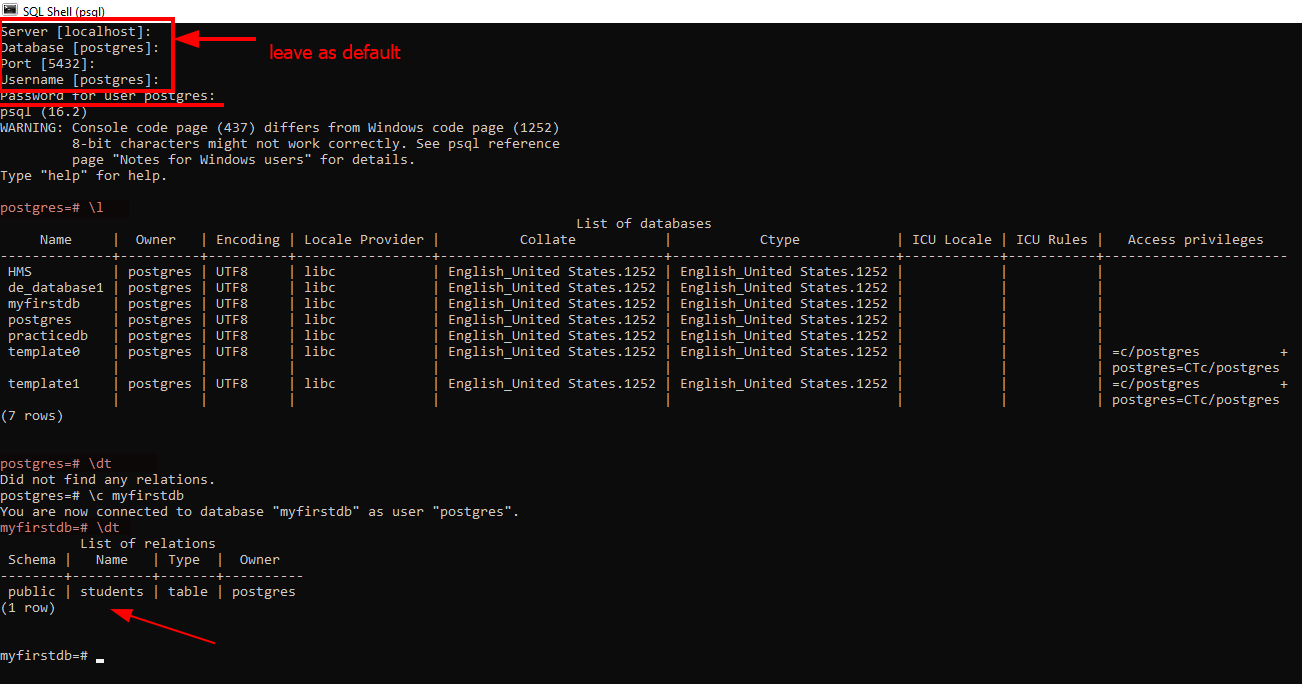 SQL Shell (psql)
Server [localhost]:
Database [postgres]:
leave as default
Port [5432]:
Username [postgres]:
Password for user postgres:
psql (16.2)
WARNING: Console code page (437) differs from Windows code page (1252)
         8-bit characters might not work correctly. See psql reference
         page "Notes for Windows users" for details.
Type "help" for help.
postgres=# \l
List of databases
    Name     |  Owner   | Encoding | Locale Provider |          Collate           |           Ctype            | ICU Locale | ICU Rules |   Access privileges
-------------+----------+----------+-----------------+----------------------------+----------------------------+------------+-----------+-----------------------
 HMS         | postgres | UTF8     | libc            | English_United States.1252 | English_United States.1252 |            |           |
 de_database1 | postgres | UTF8     | libc            | English_United States.1252 | English_United States.1252 |            |           |
 myfirstdb   | postgres | UTF8     | libc            | English_United States.1252 | English_United States.1252 |            |           |
 postgres    | postgres | UTF8     | libc            | English_United States.1252 | English_United States.1252 |            |           |
 practicedb  | postgres | UTF8     | libc            | English_United States.1252 | English_United States.1252 |            |           |
 template0   | postgres | UTF8     | libc            | English_United States.1252 | English_United States.1252 |            |           | =c/postgres          +
             |          |          |                 |                            |                            |            |           | postgres=CTc/postgres
 template1   | postgres | UTF8     | libc            | English_United States.1252 | English_United States.1252 |            |           | =c/postgres          +
             |          |          |                 |                            |                            |            |           | postgres=CTc/postgres
(7 rows)
postgres=# \dt
Did not find any relations.
postgres=# \c myfirstdb
You are now connected to database "myfirstdb" as user "postgres".
myfirstdb=# \dt
          List of relations
 Schema |   Name   | Type  |  Owner
--------+----------+-------+----------
 public | students | table | postgres
(1 row)
myfirstdb=#